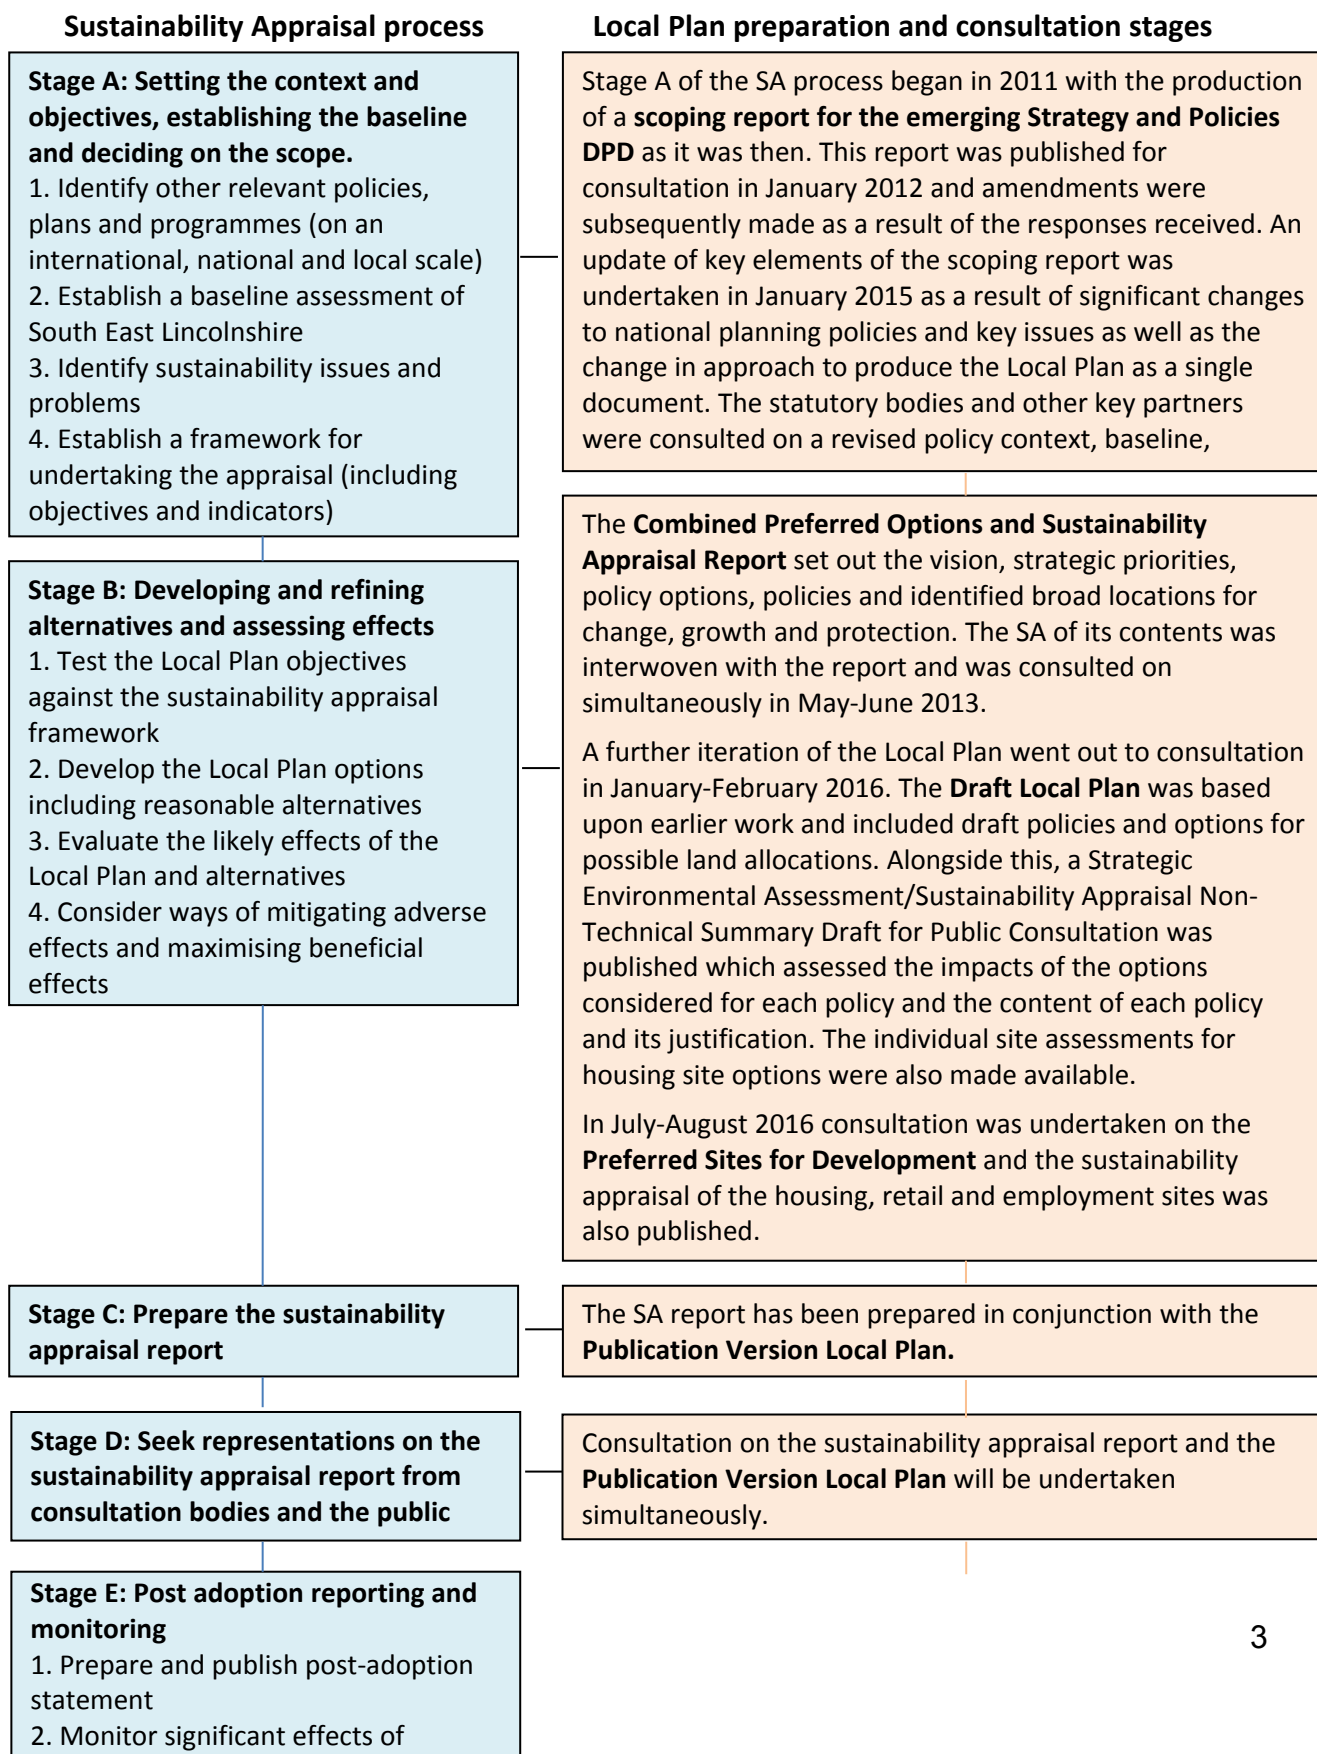 Sustainability Appraisal process
Local Plan preparation and consultation stages
Stage A: Setting the context and
objectives, establishing the baseline
and deciding on the scope.
1. Identify other relevant policies,
plans and programmes (on an
international, national and local scale)
2. Establish a baseline assessment of
South East Lincolnshire
3. Identify sustainability issues and
problems
4. Establish a framework for
undertaking the appraisal (including
objectives and indicators)
Stage A of the SA process began in 2011 with the production
of a scoping report for the emerging Strategy and Policies
DPD as it was then. This report was published for
consultation in January 2012 and amendments were
subsequently made as a result of the responses received. An
update of key elements of the scoping report was
undertaken in January 2015 as a result of significant changes
to national planning policies and key issues as well as the
change in approach to produce the Local Plan as a single
document. The statutory bodies and other key partners
were consulted on a revised policy context, baseline,
Stage B: Developing and refining
alternatives and assessing effects
1. Test the Local Plan objectives
against the sustainability appraisal
framework
2. Develop the Local Plan options
including reasonable alternatives
3. Evaluate the likely effects of the
Local Plan and alternatives
4. Consider ways of mitigating adverse
effects and maximising beneficial
effects
The Combined Preferred Options and Sustainability
Appraisal Report set out the vision, strategic priorities,
policy options, policies and identified broad locations for
change, growth and protection. The SA of its contents was
interwoven with the report and was consulted on
simultaneously in May-June 2013.
A further iteration of the Local Plan went out to consultation
in January-February 2016. The Draft Local Plan was based
upon earlier work and included draft policies and options for
possible land allocations. Alongside this, a Strategic
Environmental Assessment/Sustainability Appraisal Non-
Technical Summary Draft for Public Consultation was
published which assessed the impacts of the options
considered for each policy and the content of each policy
and its justification. The individual site assessments for
housing site options were also made available.
In July-August 2016 consultation was undertaken on the
Preferred Sites for Development and the sustainability
appraisal of the housing, retail and employment sites was
also published.
Stage C: Prepare the sustainability
appraisal report
The SA report has been prepared in conjunction with the
Publication Version Local Plan.
Stage D: Seek representations on the
sustainability appraisal report from
consultation bodies and the public
Consultation on the sustainability appraisal report and the
Publication Version Local Plan will be undertaken
simultaneously.
Stage E: Post adoption reporting and
monitoring
1. Prepare and publish post-adoption
statement
2. Monitor significant effects of
3